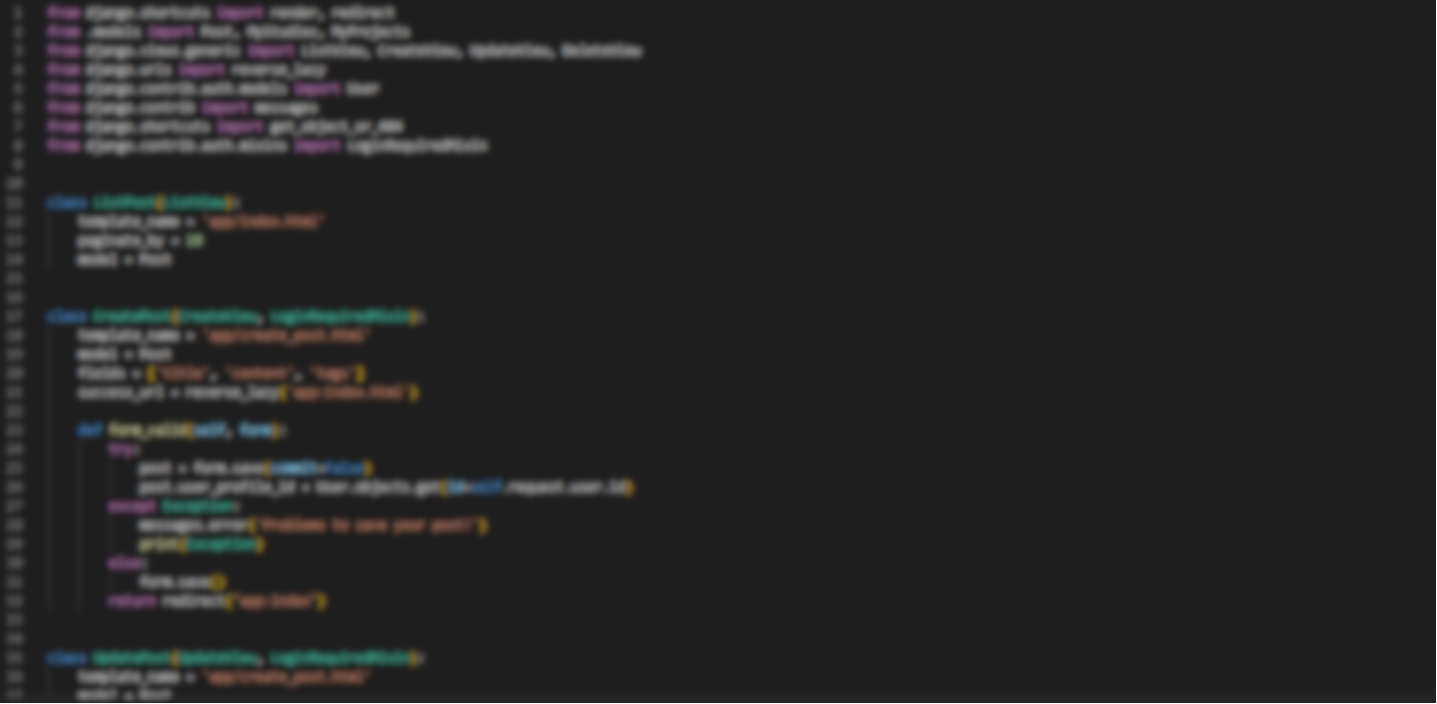 1 from django.shortcuts import render, redirect
2 from .models import Post, MyStudies, MyProjects
3 from django.views.generic import ListView, CreateView, UpdateView, DeleteView
4 from django.urls import reverse_lazy
5 from django.contrib.auth.models import User
6 from django.contrib import messages
7 from django.shortcuts import get_object_or_404
8 from django.contrib.auth.mixins import LoginRequiredMixin
9
10
11 class ListPost(ListView):
12 template_name = 'app/index.html'
13 paginate_by = 10
14 model = Post
15
16
17 class CreatePost(CreateView, LoginRequiredMixin):
18 template_name = 'app/create_post.html'
19 model = Post
20 fields = ['title', 'content', 'tags']
21 success_url = reverse_lazy('app:index.html')
22
23 def form_valid(self, form):
24 try:
25 post = form.save(commit=False)
26 post.user_profile_id = User.objects.get(id=self.request.user.id)
27 except Exception:
28 messages.error('Problems to save your post!')
29 print(Exception)
30 else:
31 form.save()
32 return redirect("app:index")
33
34
35 class UpdatePost(UpdateView, LoginRequiredMixin):
36 template_name = 'app/create_post.html'
37 model = Post